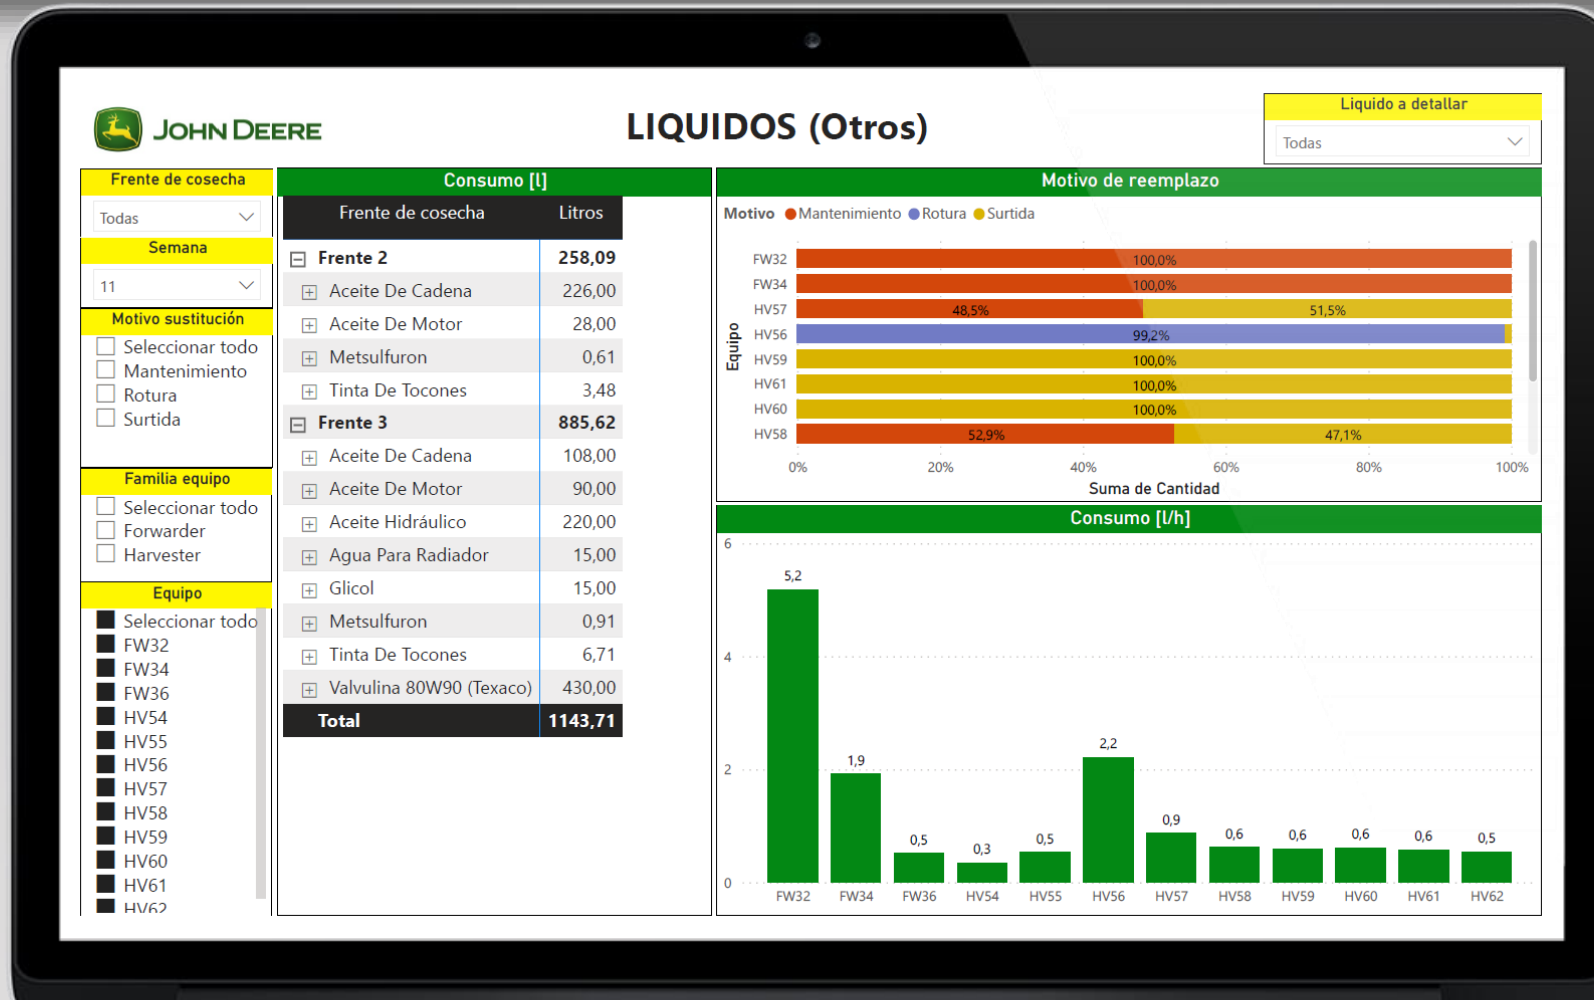 JOHN DEERE
LIQUIDOS (Otros)
Liquido a detallar
Todas
Frente de cosecha
Todas
Semana
11
Motivo sustitución
Seleccionar todo
Mantenimiento
Rotura
Surtida
Familia equipo
Seleccionar todo
Forwarder
Harvester
Equipo
Seleccionar todo
FW32
FW34
FW36
HV54
HV55
HV56
HV57
HV58
HV59
HV60
HV61
HV62
Consumo [l]
Frente de cosecha Litros
Frente 2 258,09
Aceite De Cadena 226,00
Aceite De Motor 28,00
Metsulfuron 0,61
Tinta De Tocones 3,48
Frente 3 885,62
Aceite De Cadena 108,00
Aceite De Motor 90,00
Aceite Hidráulico 220,00
Agua Para Radiador 15,00
Glicol 15,00
Metsulfuron 0,91
Tinta De Tocones 6,71
Valvulina 80W90 (Texaco) 430,00
Total 1143,71
Motivo de reemplazo
Motivo Mantenimiento Rotura Surtida
Equipo
FW32 100,0%
FW34 100,0%
HV57 48,5% 51,5%
HV56 99,2%
HV59 100,0%
HV61 100,0%
HV60 100,0%
HV58 52,9% 47,1%
0% 20% 40% 60% 80% 100%
Suma de Cantidad
Consumo [l/h]
6
4
2
0
5,2 1,9 0,5 0,3 0,5 2,2 0,9 0,6 0,6 0,6 0,6 0,5
FW32 FW34 FW36 HV54 HV55 HV56 HV57 HV58 HV59 HV60 HV61 HV62